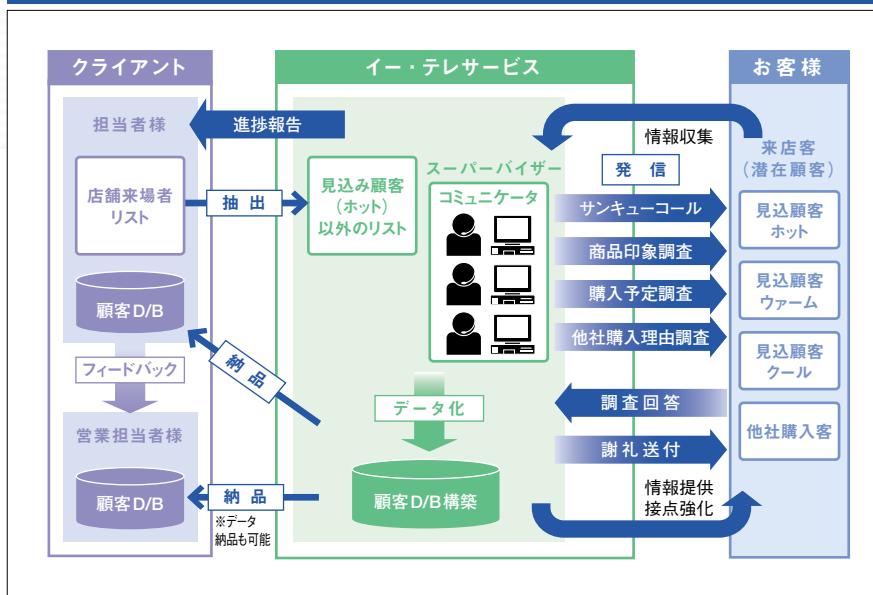 クライアント
担当者様
進捗報告
店舗来場者
リスト
抽出
顧客D/B
フィードバック
納品
営業担当者様
顧客D/B
納品
※データ
納品も可能
イー・テレサービス
見込み顧客
(ホット)
以外のリスト
スーパーバイザー
コミュニケータ
データ化
顧客D/B構築
情報収集
発信
サンキューコール
商品印象調査
購入予定調査
他社購入理由調査
調査回答
謝礼送付
情報提供
接点強化
お客様
来店客
(潜在顧客)
見込顧客
ホット
見込顧客
ウァーム
見込顧客
クール
他社購入客